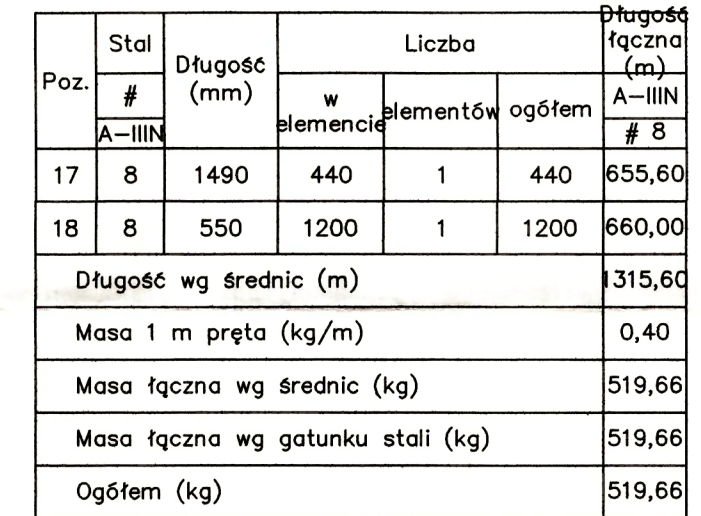 Poz. Stal Długość (mm) Liczba Długość łączna (m)
# w elemencie elementów ogółem A-IIIN
A-IIIN # 8
17 8 1490 440 1 440 655,60
18 8 550 1200 1 1200 660,00
Długość wg średnic (m) 1315,60
Masa 1 m pręta (kg/m) 0,40
Masa łączna wg średnic (kg) 519,66
Masa łączna wg gatunku stali (kg) 519,66
Ogółem (kg) 519,66